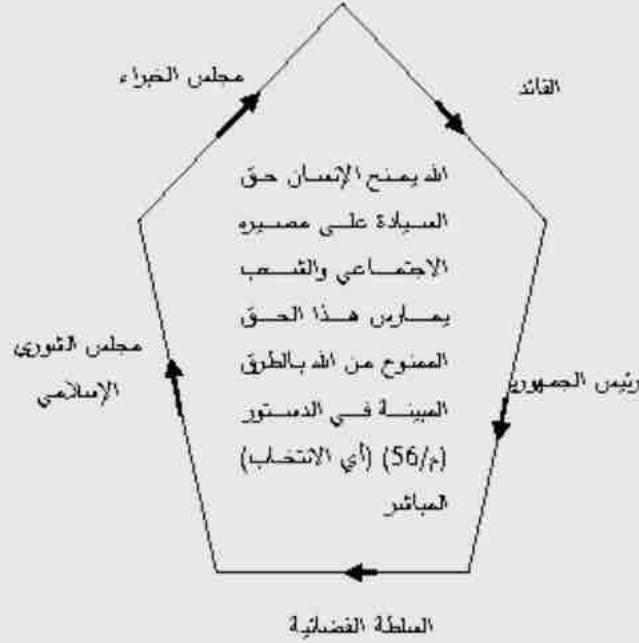 مجلس الخبراء
القائد
الله يمنح الإنسان حق
السيادة على مصيره
الاجتماعي والشعب
يمارس هذا الحق
الممنوح من الله بالطرق
المبينة في الدستور
(م/56) (أي الانتخاب)
المباشر
مجلس الشورى
الإسلامي
رئيس الجمهوري
السلطة القضائية